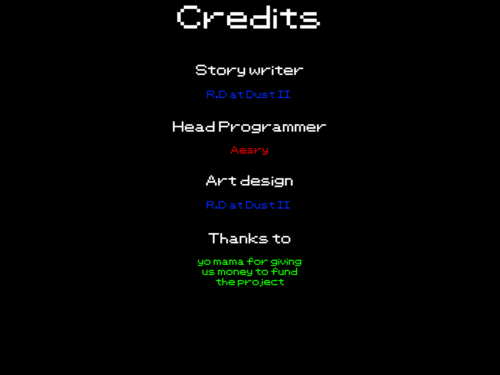 Credits
Story writer
R.D at Dust II
Head Programmer
Aesry
Art design
R.D at Dust II
Thanks to
yo mama for giving
us money to fund
the project